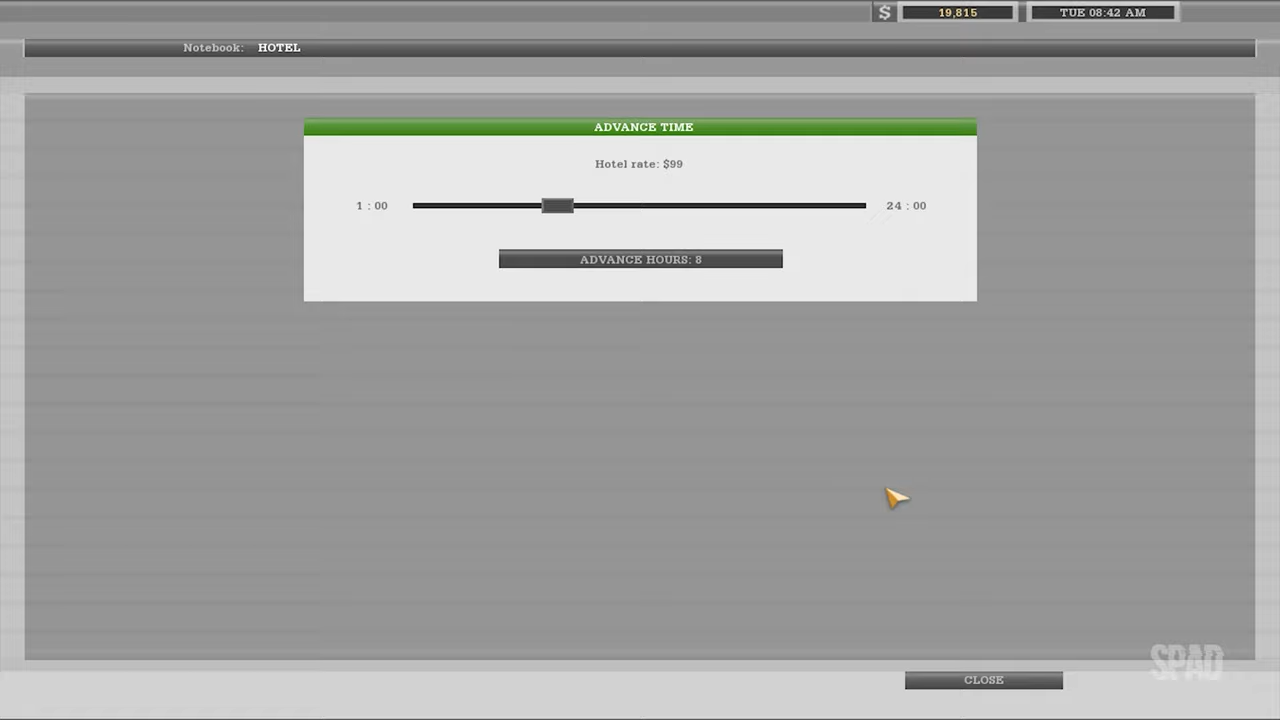 $ 19,815 TUE 08:42 AM
Notebook: HOTEL
ADVANCE TIME
Hotel rate: $99
1 : 00 24 : 00
ADVANCE HOURS: 8
SPAD
CLOSE